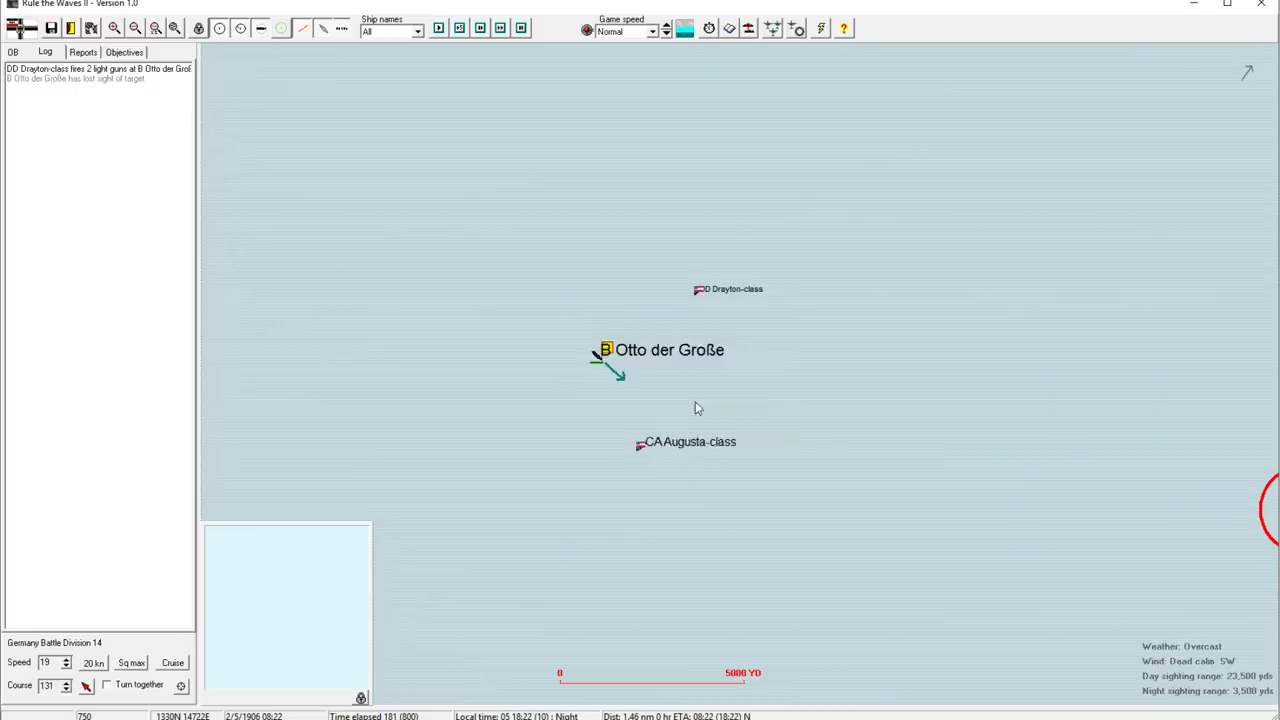 Rule the Waves II - Version 1.0
Ship names
All
Game speed
Normal
OB Log Reports Objectives
DD Drayton-class fires 2 light guns at B Otto der Groß
B Otto der Große has lost sight of target
D Drayton-class
B Otto der Große
CA Augusta-class
0 5000 YD
Weather: Overcast
Wind: Dead calm SW
Day sighting range: 23,500 yds
Night sighting range: 3,500 yds
Germany Battle Division 14
Speed 19 20 kn Sq max Cruise
Course 131 Turn together
750 1330N 14722E 2/5/1906 08:22 Time elapsed 181 (800) Local time: 05 18:22 (10) : Night Dist: 1,46 nm 0 hr ETA: 08:22 (18:22) N